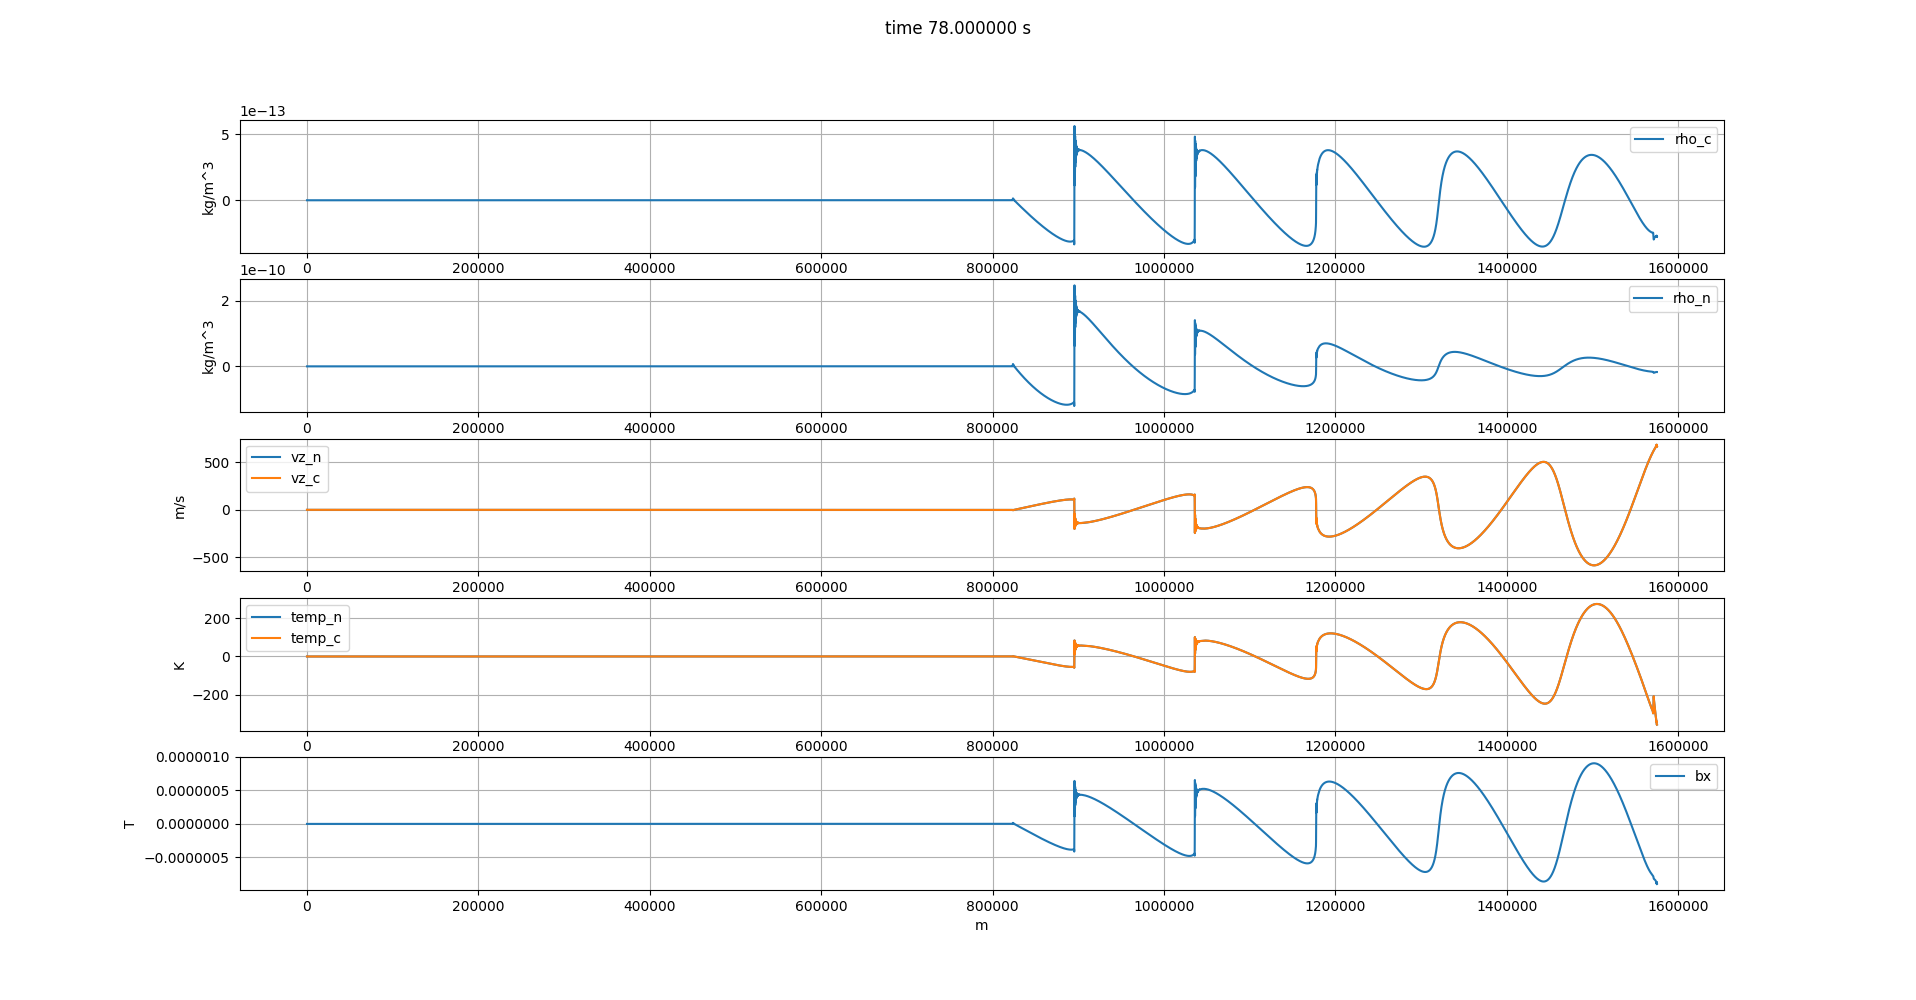 time 78.000000 s
1e−13
5
0
kg/m^3
rho_c
0 200000 400000 600000 800000 1000000 1200000 1400000 1600000
1e−10
2
0
kg/m^3
rho_n
0 200000 400000 600000 800000 1000000 1200000 1400000 1600000
500
0
−500
m/s
vz_n
vz_c
0 200000 400000 600000 800000 1000000 1200000 1400000 1600000
200
0
−200
K
temp_n
temp_c
0 200000 400000 600000 800000 1000000 1200000 1400000 1600000
0.0000010
0.0000005
0.0000000
−0.0000005
T
bx
0 200000 400000 600000 800000 1000000 1200000 1400000 1600000
m